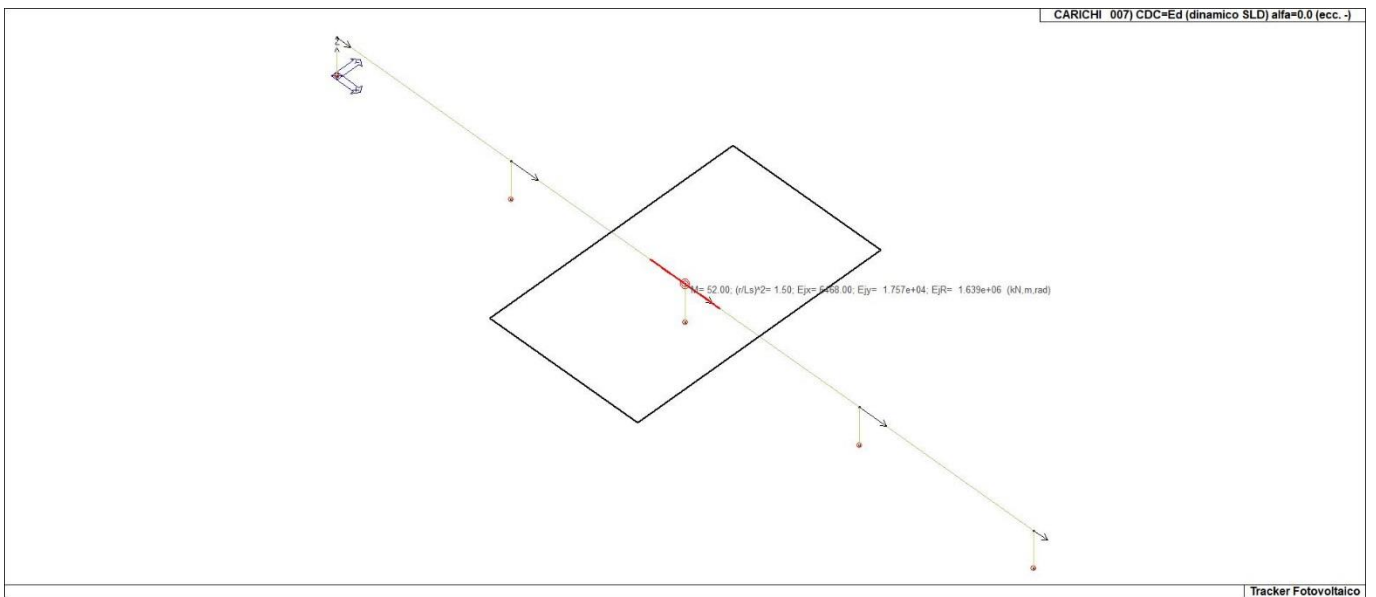 CARICHI 007) CDC=Ed (dinamico SLD) alfa=0.0 (ecc. -)
Z
M= 52.00; (r/Ls)^2= 1.50; Ejx= 6468.00; Ejy= 1.757e+04; EjR= 1.639e+06 (kN,m,rad)
Tracker Fotovoltaico